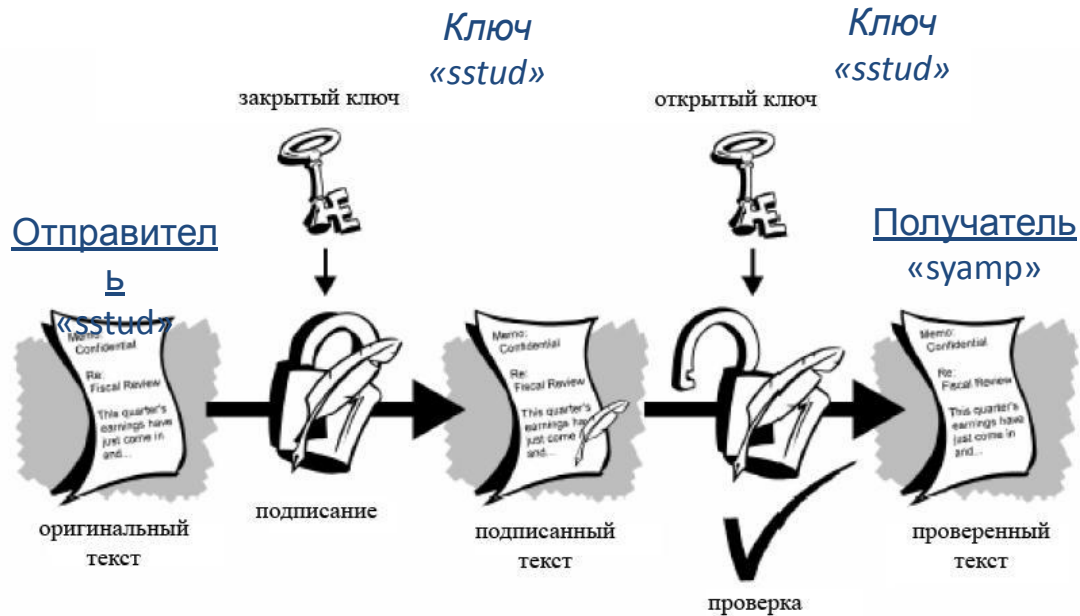 Ключ
«sstud»
Ключ
«sstud»
закрытый ключ
открытый ключ
Отправител
ь
«sstud»
Получатель
«syamp»
Memo:
Confidential
Re:
Fiscal Review
This quarter's
earnings have
just come in
and...
Memo:
Confidential
Re:
Fiscal Review
This quarter's
earnings have
just come
and...
Memo:
Confidential
Re:
Fiscal Review
This quarter's
earnings have
just come in
and...
оригинальный
текст
подписание
подписанный
текст
проверка
проверенный
текст